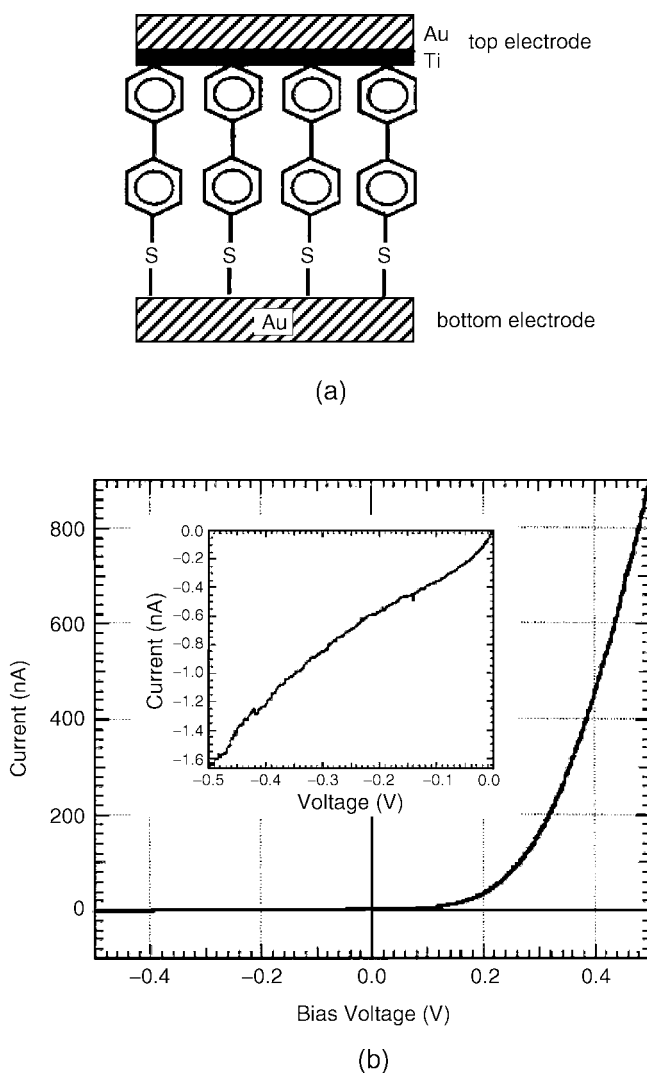 Au
Ti
top electrode
S S S S
Au
bottom electrode
(a)
Current (nA)
800
600
400
200
0
−0.4 −0.2 0.0 0.2 0.4
Bias Voltage (V)
Current (nA)
0.0
−0.2
−0.4
−0.6
−0.8
−1.0
−1.2
−1.4
−1.6
−0.5 −0.4 −0.3 −0.2 −0.1 0.0
Voltage (V)
(b)